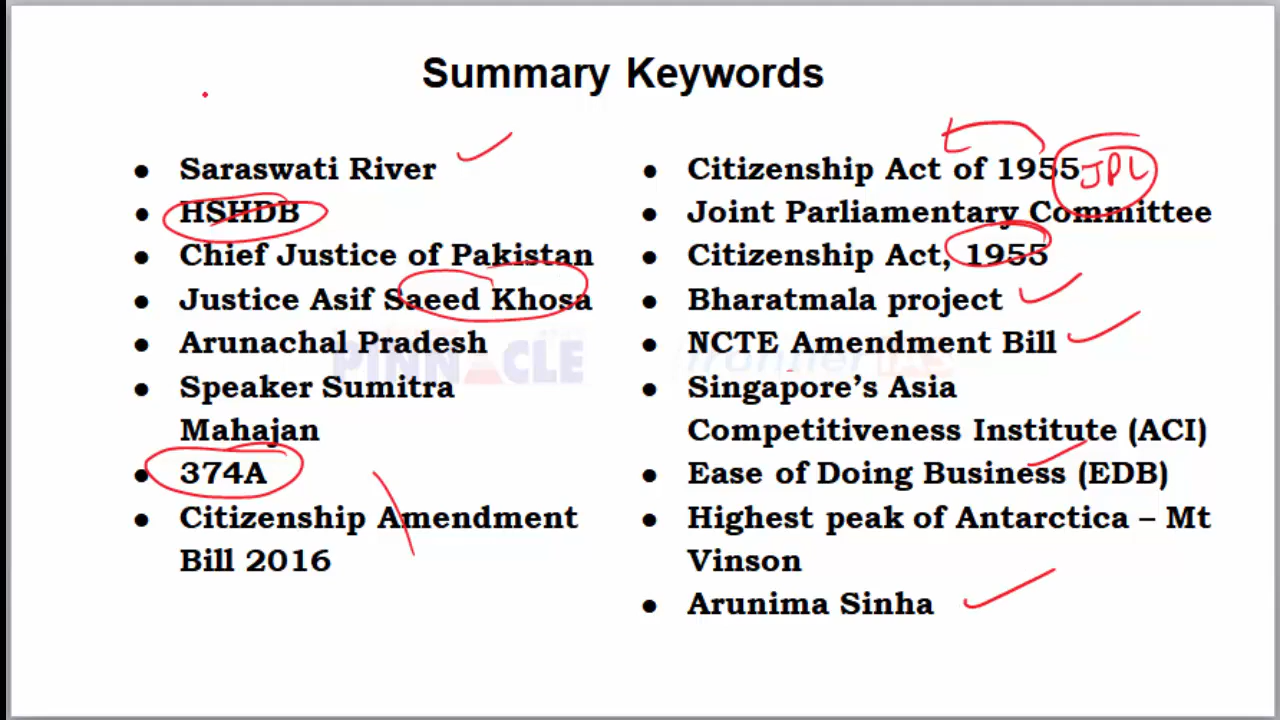 Summary Keywords
• Saraswati River
• HSHDB
• Chief Justice of Pakistan
• Justice Asif Saeed Khosa
• Arunachal Pradesh
• Speaker Sumitra
Mahajan
• 374A
• Citizenship Amendment
Bill 2016
• Citizenship Act of 1955
JPL
• Joint Parliamentary Committee
• Citizenship Act, 1955
• Bharatmala project
• NCTE Amendment Bill
• Singapore’s Asia
Competitiveness Institute (ACI)
• Ease of Doing Business (EDB)
• Highest peak of Antarctica – Mt
Vinson
• Arunima Sinha
PINNACLE
frontier IAS